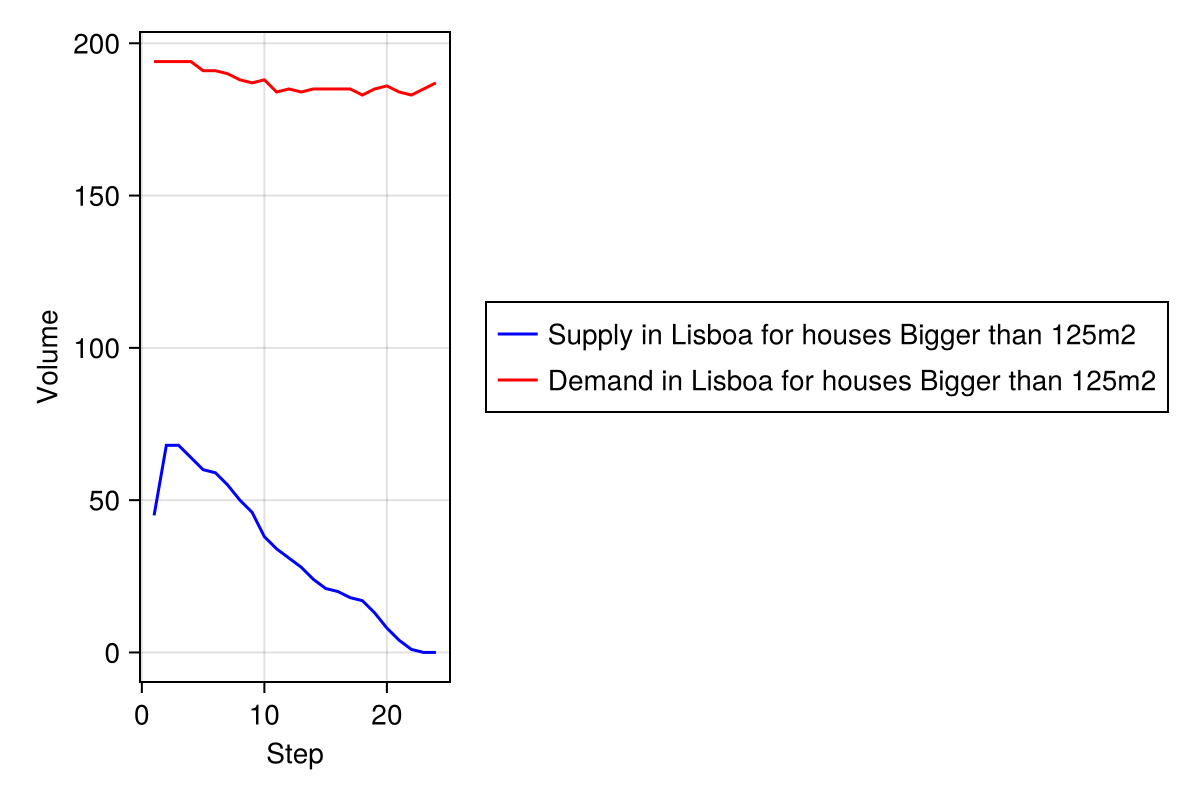 200
150
100
50
0
Volume
0 10 20
Step
Supply in Lisboa for houses Bigger than 125m2
Demand in Lisboa for houses Bigger than 125m2